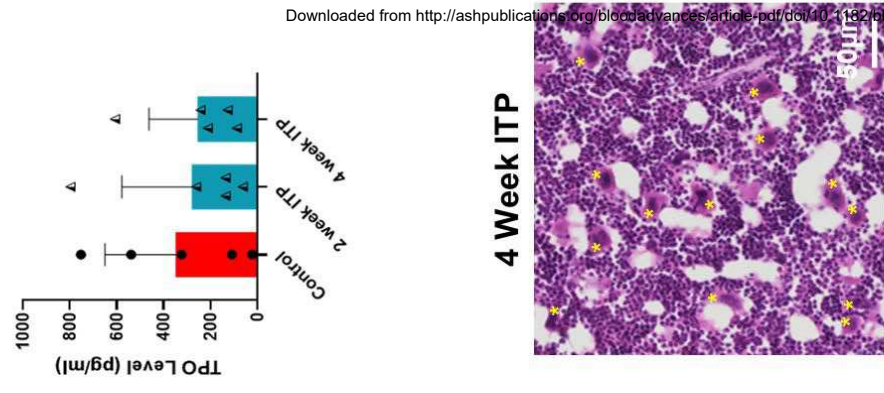 Downloaded from http://ashpublications.org/bloodadvances/article-pdf/doi/10.1182/bl
TPO Level (pg/ml)
1000
800
600
400
200
0
Control
2 week ITP
4 week ITP
4 Week ITP
50µm